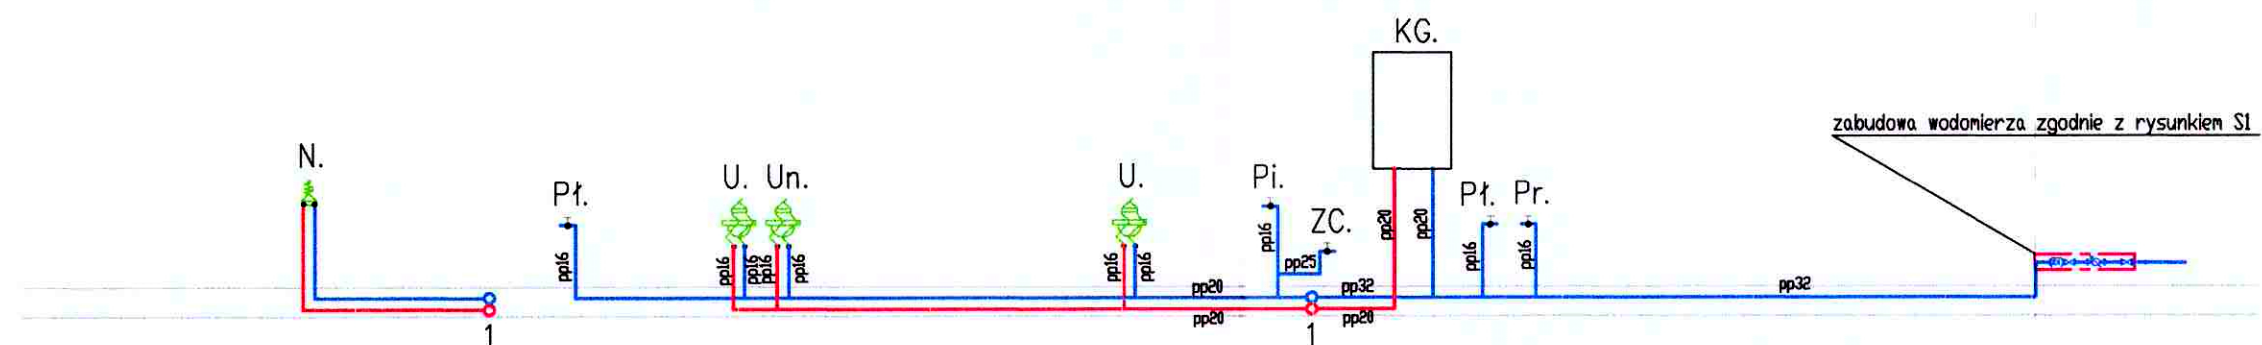 KG.
zabudowa wodomierza zgodnie z rysunkiem S1
N.
Pł.
U. Un.
U.
Pi.
ZC.
Pł. Pr.
pp16
pp16
pp16
pp16
pp16
pp16
pp16
pp16
pp25
pp20
pp20
pp16
pp16
pp20
pp32
pp32
pp20
pp20
1
1